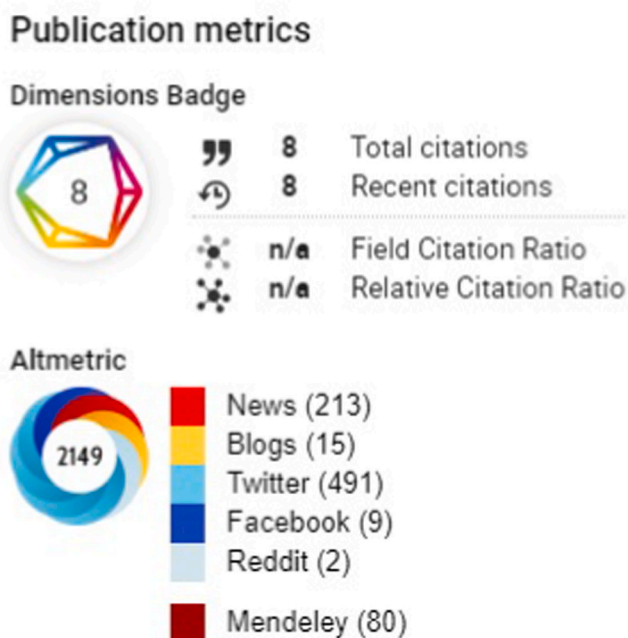 Publication metrics
Dimensions Badge
8
8 Total citations
8 Recent citations
n/a Field Citation Ratio
n/a Relative Citation Ratio
Altmetric
2149
News (213)
Blogs (15)
Twitter (491)
Facebook (9)
Reddit (2)
Mendeley (80)